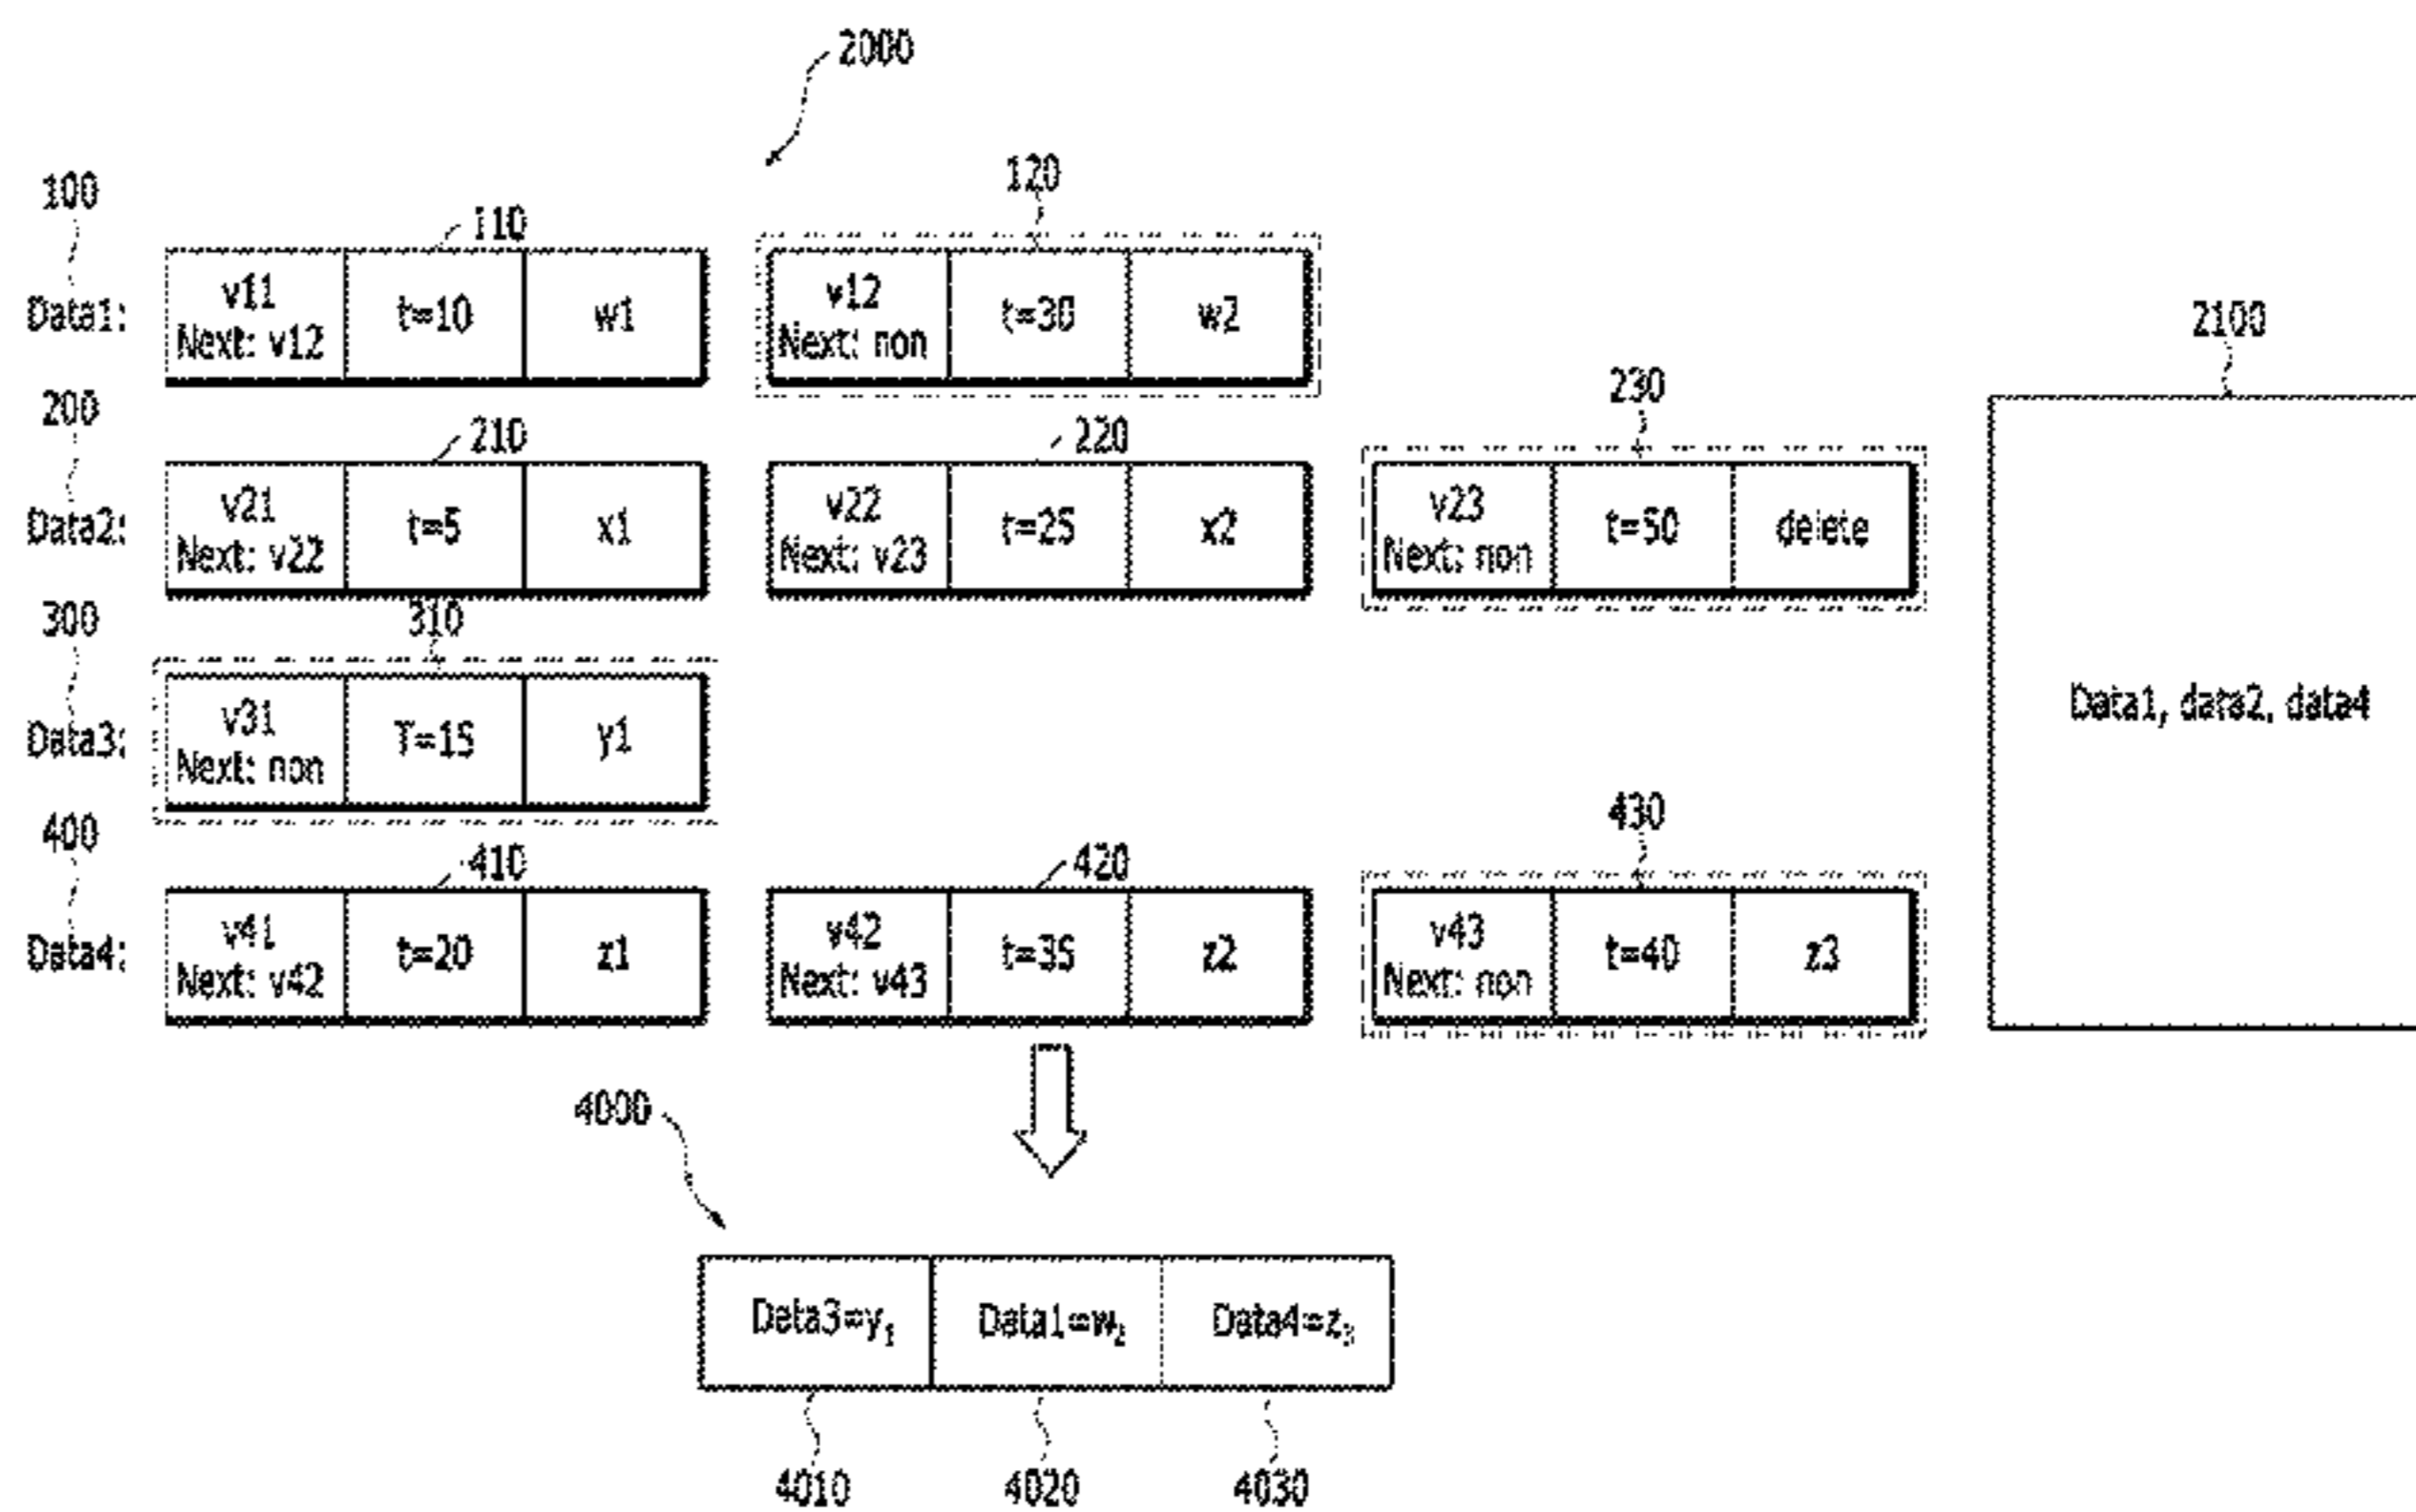 2000
100
110
120
Data1:
v11
Next: v12
t=10
w1
v12
Next: non
t=30
w2
2100
200
210
220
230
Data2:
v21
Next: v22
t=5
x1
v22
Next: v23
t=25
x2
v23
Next: non
t=50
delete
300
310
Data3:
v31
Next: non
T=15
y1
Data1, data2, data4
400
410
420
430
Data4:
v41
Next: v42
t=20
z1
v42
Next: v43
t=35
z2
v43
Next: non
t=40
z3
4000
Data3=y₁
Data1=w₂
Data4=z₃
4010
4020
4030